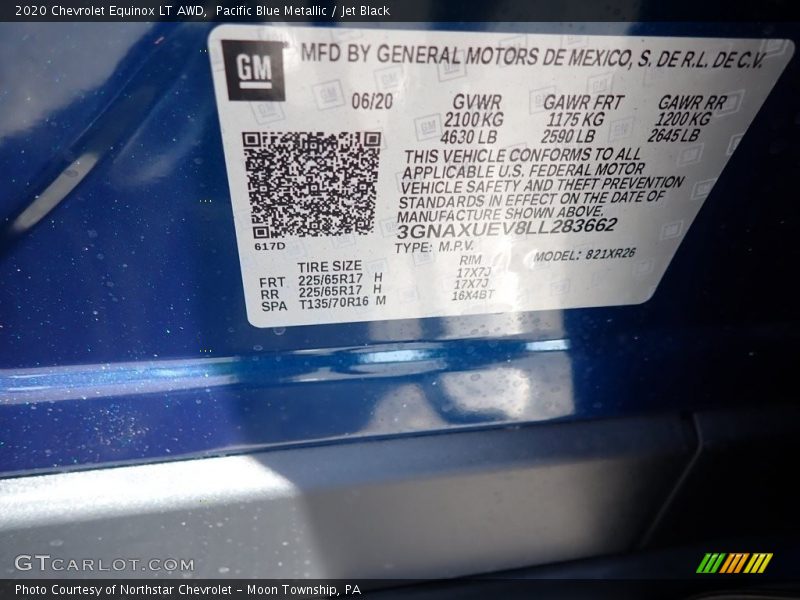 2020 Chevrolet Equinox LT AWD, Pacific Blue Metallic / Jet Black
GM
MFD BY GENERAL MOTORS DE MEXICO, S. DE R.L. DE C.V.
06/20 GVWR GAWR FRT GAWR RR
2100 KG 1175 KG 1200 KG
4630 LB 2590 LB 2645 LB
THIS VEHICLE CONFORMS TO ALL
APPLICABLE U.S. FEDERAL MOTOR
VEHICLE SAFETY AND THEFT PREVENTION
STANDARDS IN EFFECT ON THE DATE OF
MANUFACTURE SHOWN ABOVE.
3GNAXUEV8LL283662
617D
TYPE: M.P.V. MODEL: 821XR26
TIRE SIZE RIM
FRT 225/65R17 H 17X7J
RR 225/65R17 H 17X7J
SPA T135/70R16 M 16X4BT
GTCARLOT.COM
Photo Courtesy of Northstar Chevrolet - Moon Township, PA